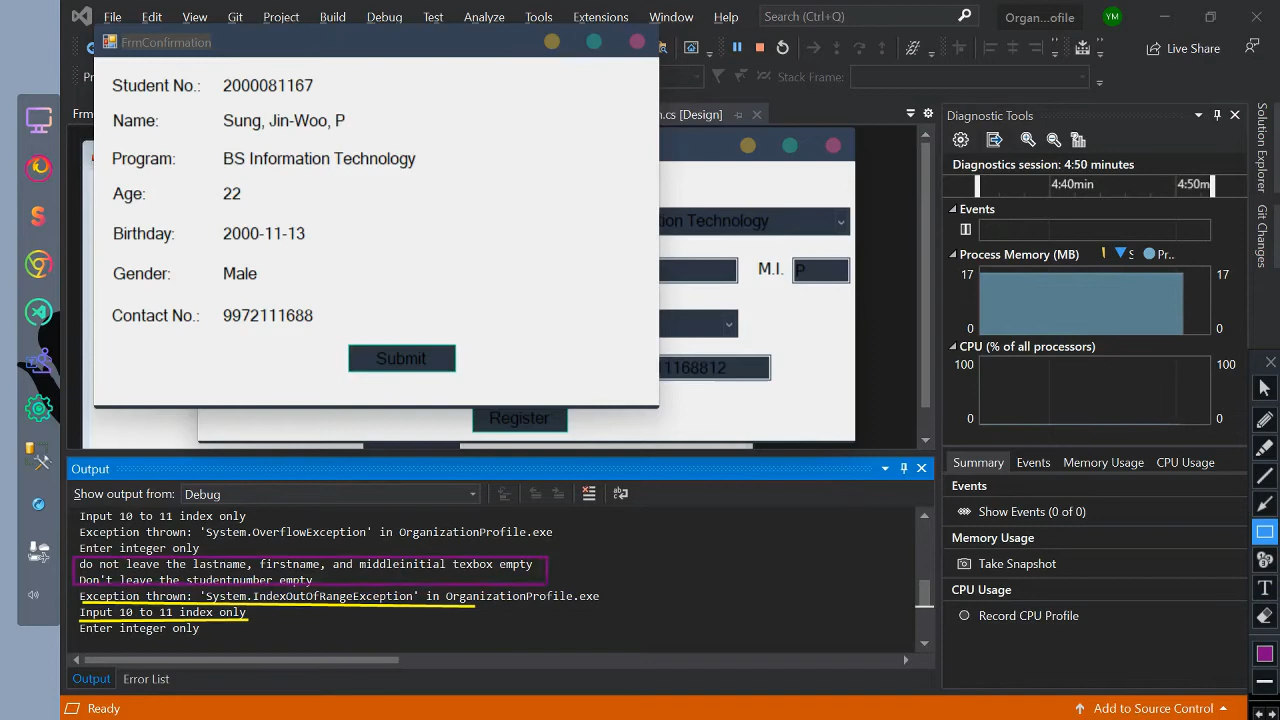 File Edit View Git Project Build Debug Test Analyze Tools Extensions Window Help Search (Ctrl+Q) Organ...ofile YM
FrmConfirmation
Live Share
Stack Frame:
[Design]
Student No.: 2000081167
Name: Sung, Jin-Woo, P
Program: BS Information Technology
Age: 22
Birthday: 2000-11-13
Gender: Male
Contact No.: 9972111688
Submit
Technology
M.I. P
1168812
Register
Diagnostic Tools
Diagnostics session: 4:50 minutes
4:40min 4:50m
Events
Process Memory (MB) S Pr..
17 17
0 0
CPU (% of all processors)
100 100
0 0
Summary Events Memory Usage CPU Usage
Events
Show Events (0 of 0)
Memory Usage
Take Snapshot
CPU Usage
Record CPU Profile
Solution Explorer
Git Changes
Output
Show output from: Debug
Input 10 to 11 index only
Exception thrown: 'System.OverflowException' in OrganizationProfile.exe
Enter integer only
do not leave the lastname, firstname, and middleinitial texbox empty
Don't leave the studentnumber empty
Exception thrown: 'System.IndexOutOfRangeException' in OrganizationProfile.exe
Input 10 to 11 index only
Enter integer only
Output Error List
Ready
Add to Source Control